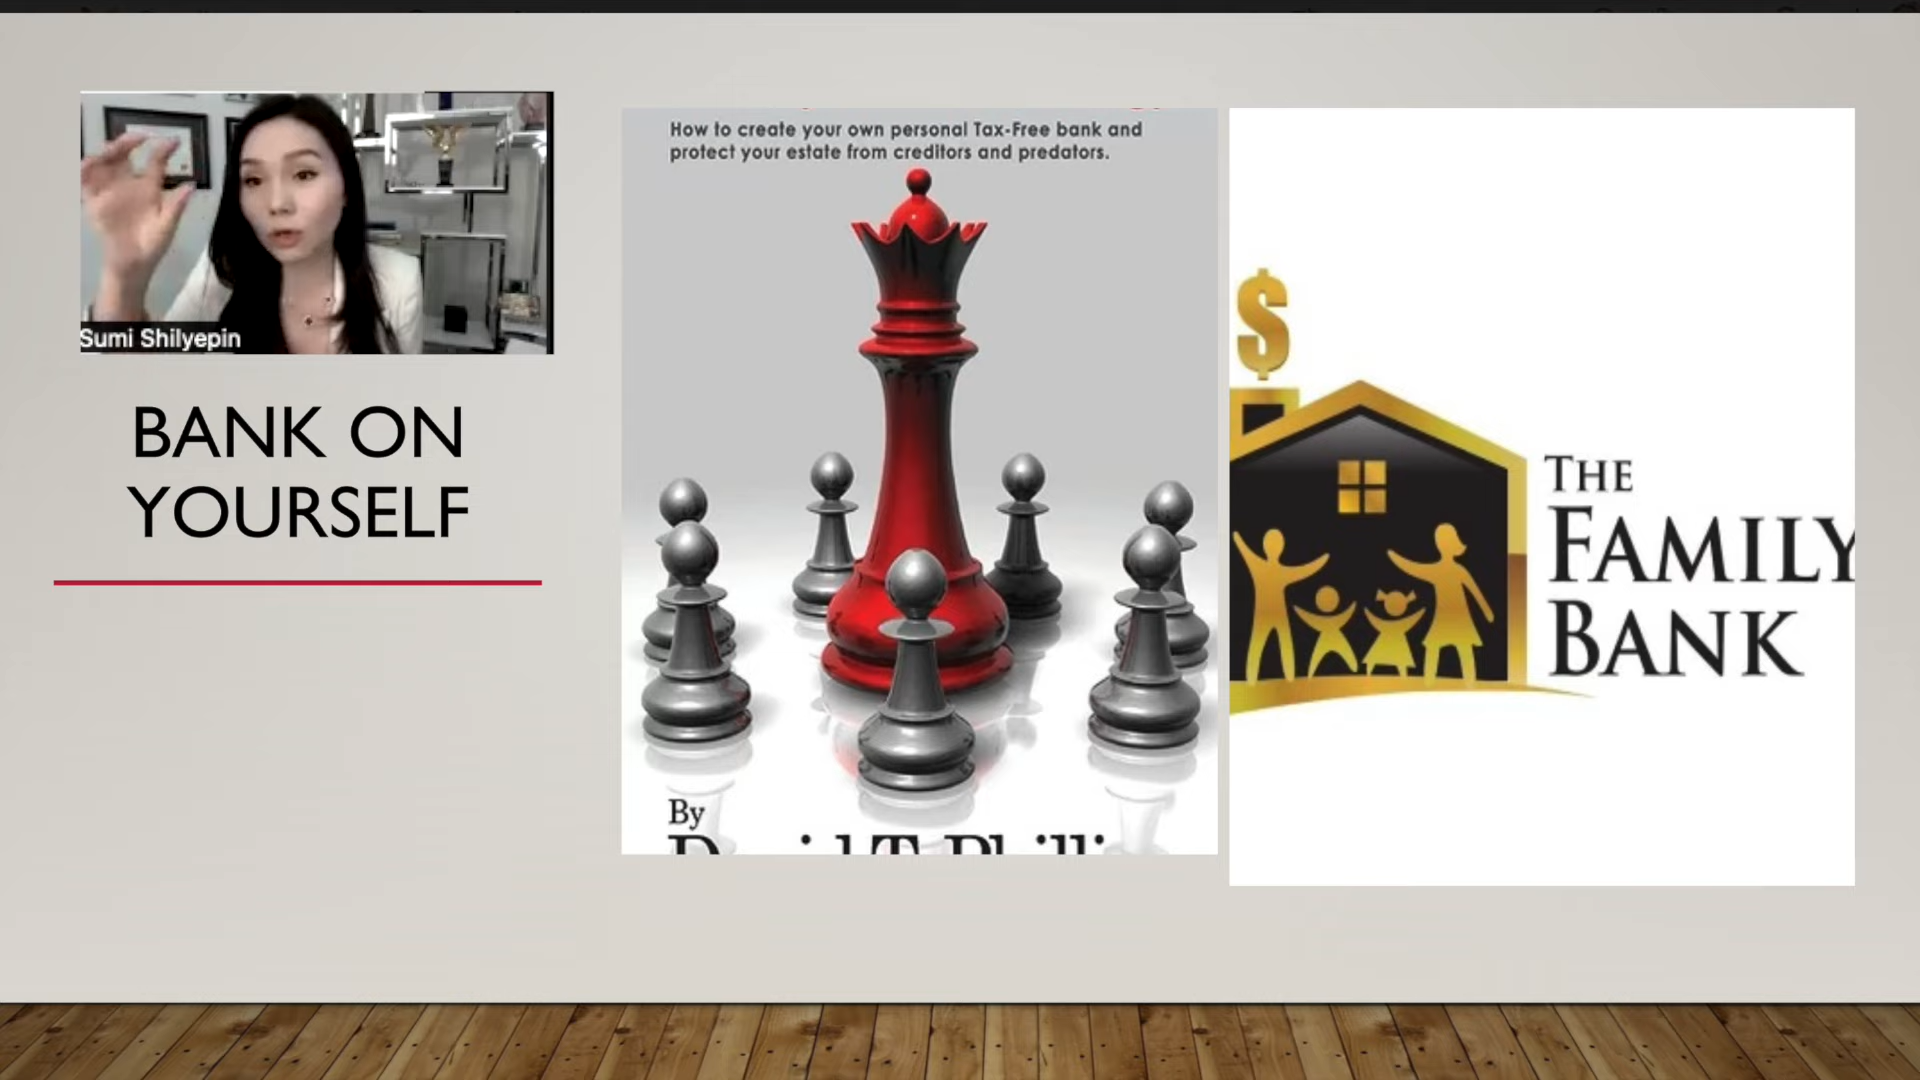 Sumi Shilyepin
BANK ON
YOURSELF
How to create your own personal Tax-Free bank and
protect your estate from creditors and predators.
By
$
THE
FAMILY
BANK